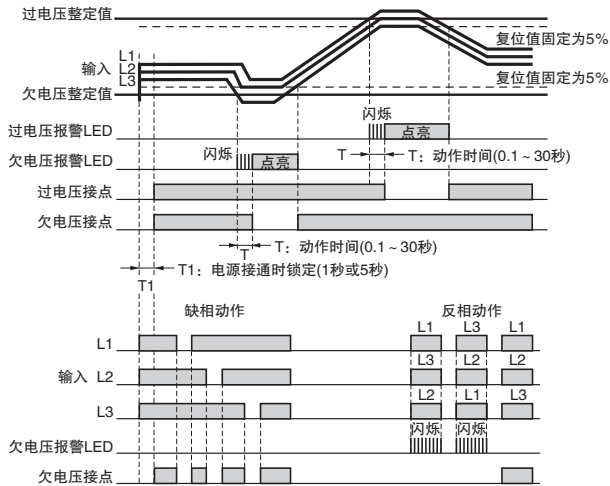 过电压整定值
复位值固定为5%
L1
输入 L2
L3
复位值固定为5%
欠电压整定值
闪烁
过电压报警LED
点亮
闪烁
欠电压报警LED
点亮
T
T：动作时间(0.1～30秒)
过电压接点
欠电压接点
T
T：动作时间(0.1～30秒)
T1：电源接通时锁定(1秒或5秒)
T1
缺相动作
反相动作
L1 L3 L1
L1
L3 L2 L2
输入 L2
L2 L1 L3
L3
闪烁 闪烁
欠电压报警LED
欠电压接点